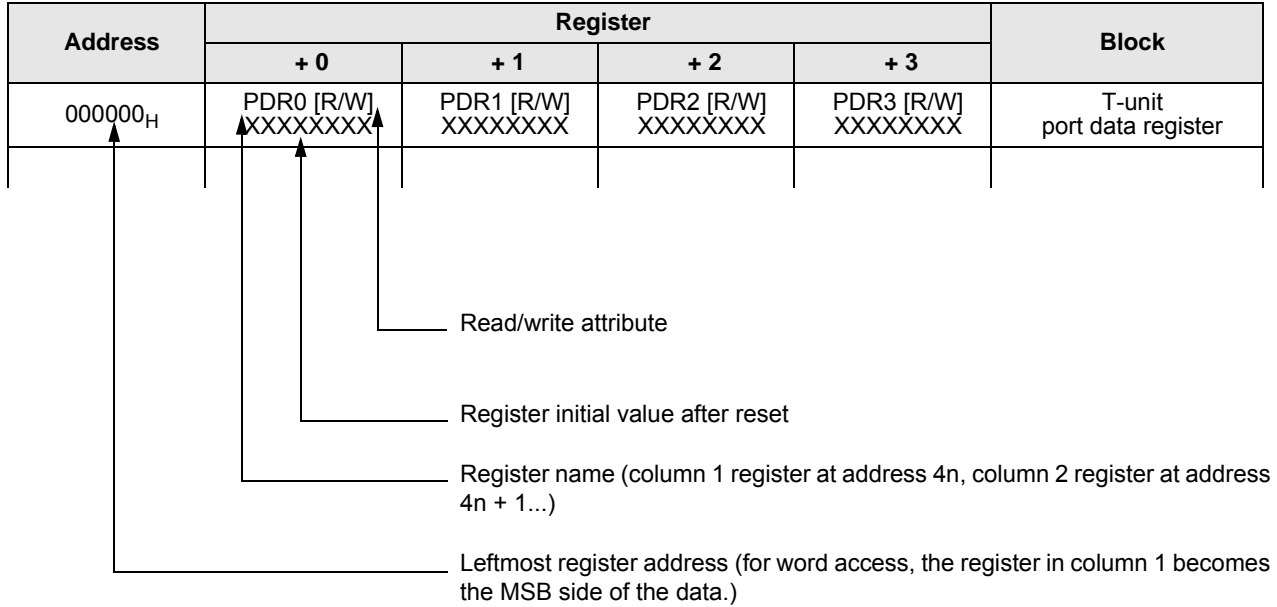 Address Register Block
+ 0 + 1 + 2 + 3
000000H PDR0 [R/W] PDR1 [R/W] PDR2 [R/W] PDR3 [R/W] T-unit
XXXXXXXX XXXXXXXX XXXXXXXX XXXXXXXX port data register
Read/write attribute
Register initial value after reset
Register name (column 1 register at address 4n, column 2 register at address
4n + 1...)
Leftmost register address (for word access, the register in column 1 becomes
the MSB side of the data.)